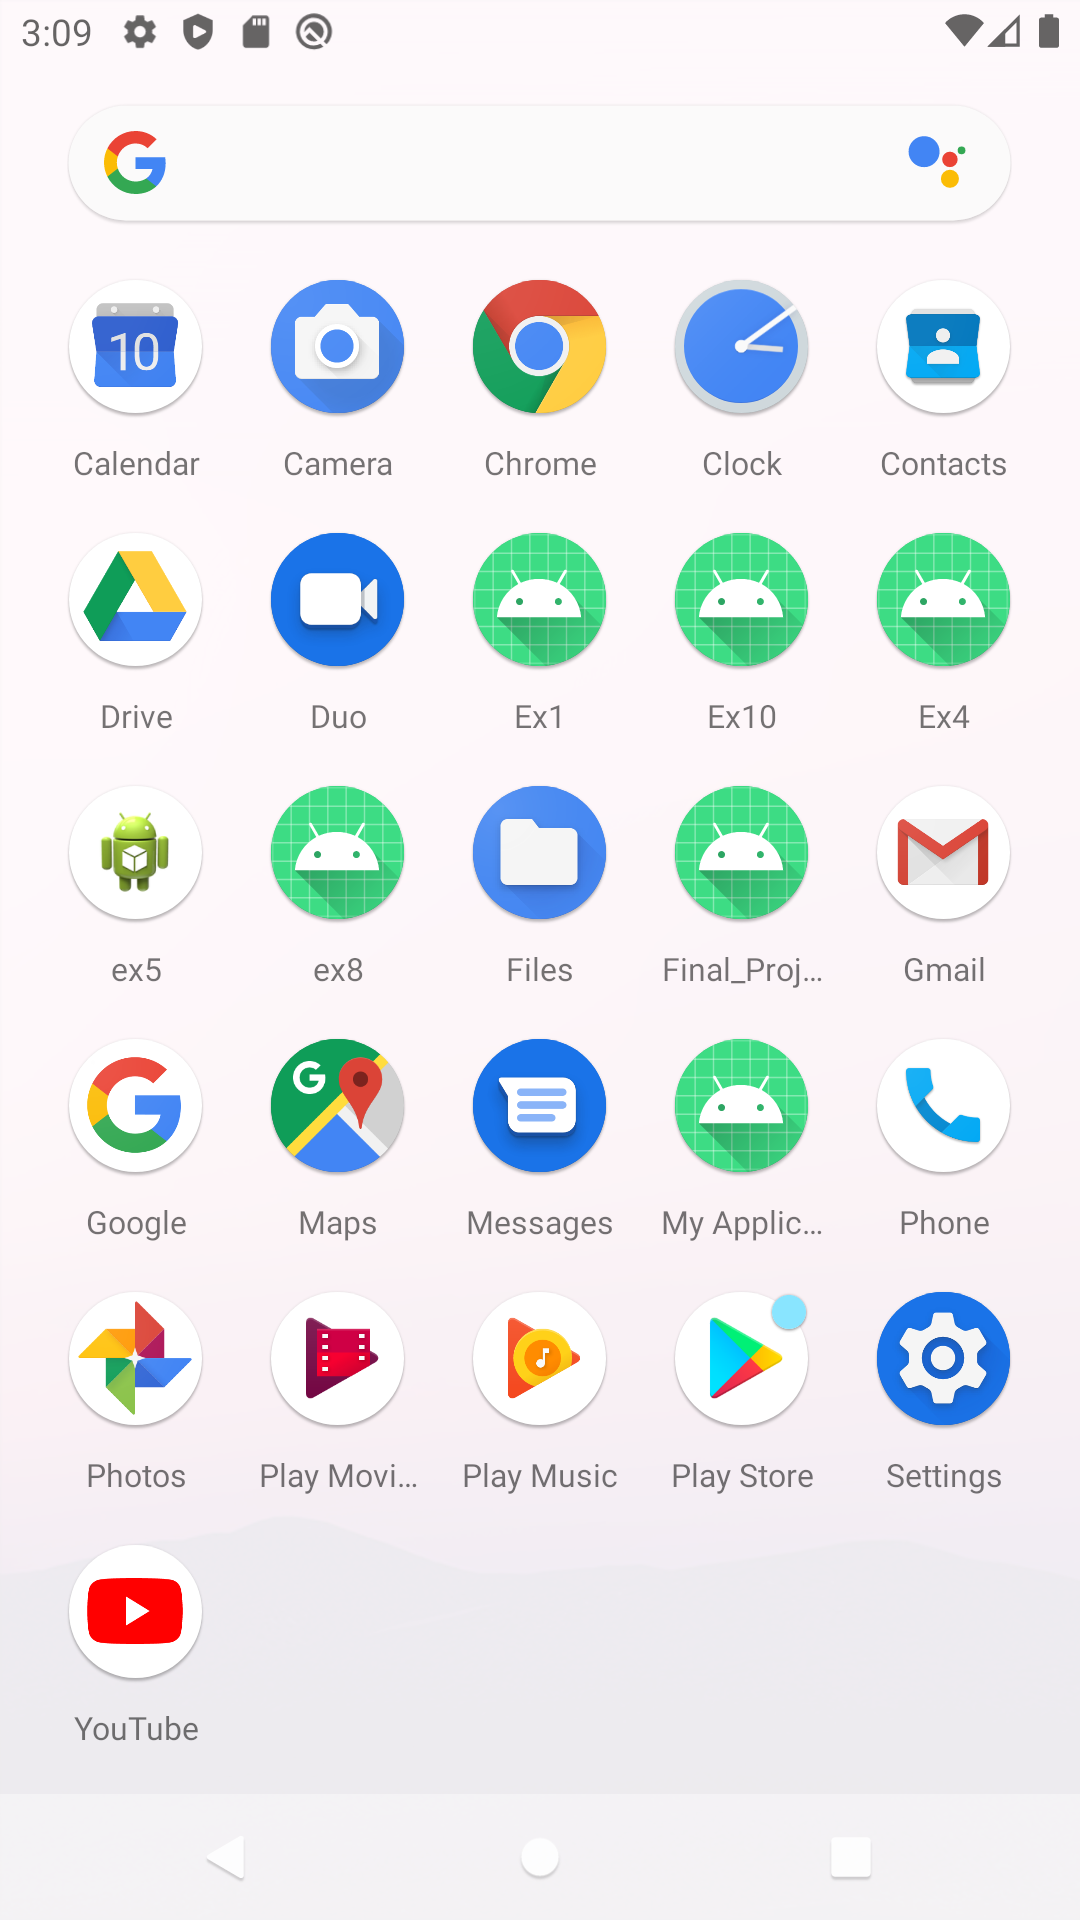 3:09
10
Calendar
Camera
Chrome
Clock
Contacts
Drive
Duo
Ex1
Ex10
Ex4
ex5
ex8
Files
Final_Proj...
Gmail
Google
Maps
Messages
My Applic...
Phone
Photos
Play Movi...
Play Music
Play Store
Settings
YouTube